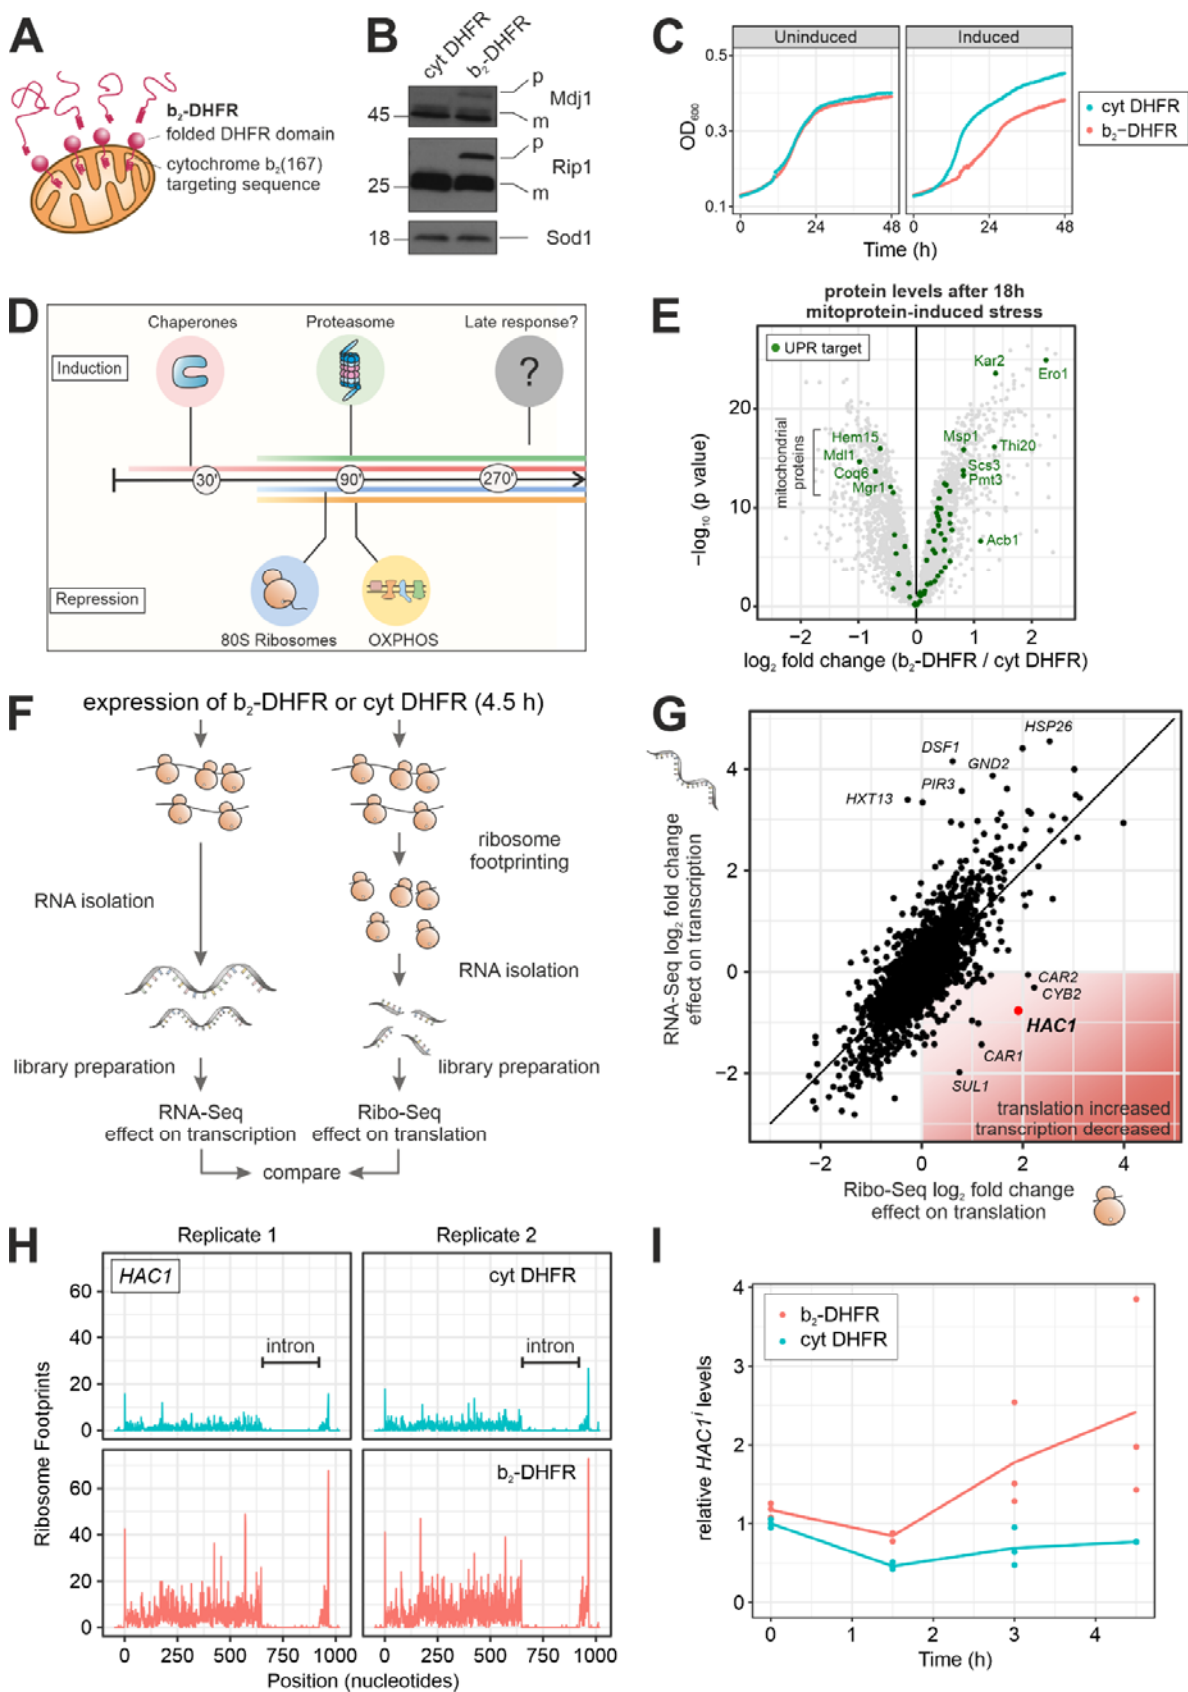 A
b2-DHFR
folded DHFR domain
cytochrome b2(167)
targeting sequence
B
cyt DHFR
b2-DHFR
p
Mdj1
45
m
p
Rip1
25
m
18
Sod1
C
Uninduced
Induced
0.5
0.3
0.1
OD600
0
24
48
0
24
48
Time (h)
cyt DHFR
b2-DHFR
D
Chaperones
Proteasome
Late response?
Induction
?
30'
90'
270'
Repression
80S Ribosomes
OXPHOS
E
protein levels after 18h
mitoprotein-induced stress
UPR target
Kar2
Ero1
20
Hem15
Msp1
Thi20
Mdl1
Scs3
Coq6
Pmt3
Mgr1
mitochondrial
proteins
10
Acb1
0
-log10 (p value)
-2
-1
0
1
2
log2 fold change (b2-DHFR / cyt DHFR)
F
expression of b2-DHFR or cyt DHFR (4.5 h)
ribosome
footprinting
RNA isolation
RNA isolation
library preparation
library preparation
RNA-Seq
effect on transcription
Ribo-Seq
effect on translation
compare
G
HSP26
DSF1
GND2
PIR3
HXT13
4
2
0
-2
RNA-Seq log2 fold change
effect on transcription
CAR2
CYB2
HAC1
CAR1
SUL1
translation increased
transcription decreased
-2
0
2
4
Ribo-Seq log2 fold change
effect on translation
H
Replicate 1
Replicate 2
HAC1
cyt DHFR
60
40
20
0
intron
intron
b2-DHFR
60
40
20
0
Ribosome Footprints
0
250
500
750
1000
0
250
500
750
1000
Position (nucleotides)
I
b2-DHFR
cyt DHFR
4
3
2
1
0
relative HAC1i levels
0
1
2
3
4
Time (h)